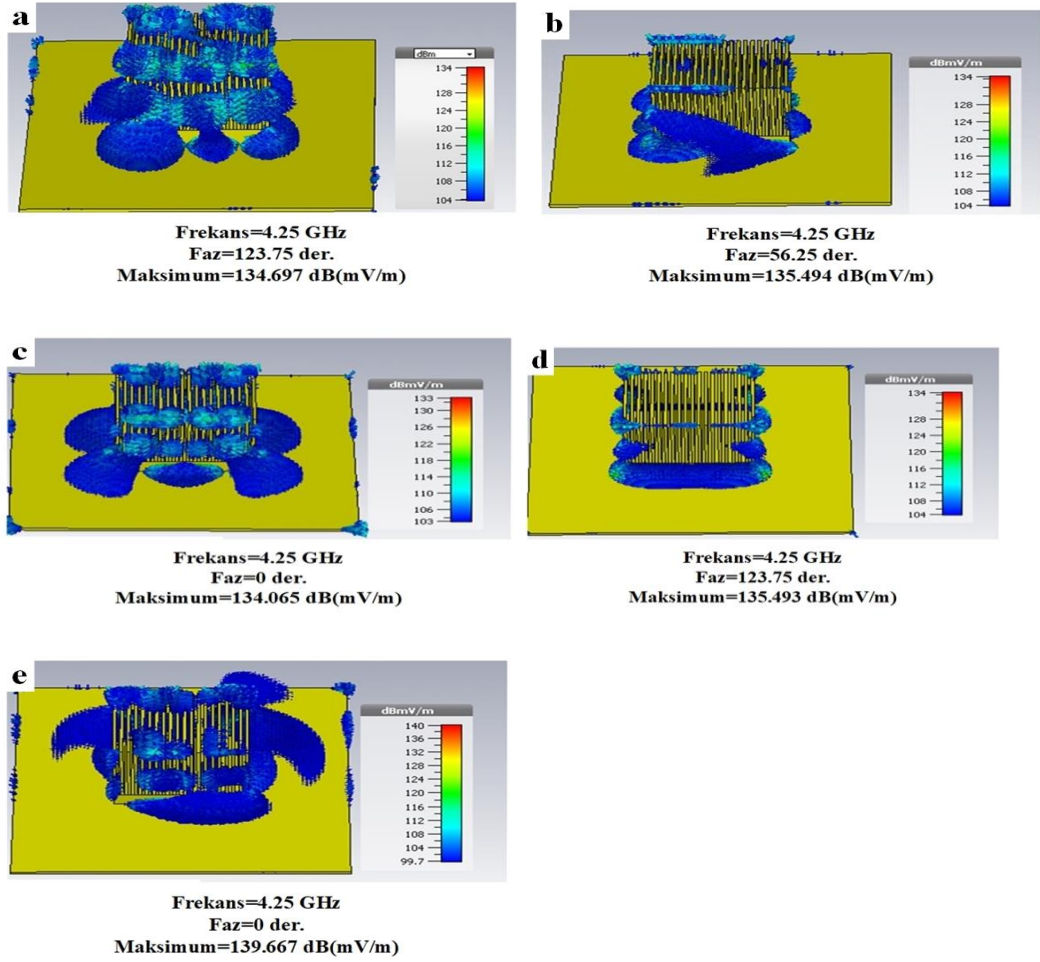 a
dBm
134
128
124
120
116
112
108
104
Frekans=4.25 GHz
Faz=123.75 der.
Maksimum=134.697 dB(mV/m)
b
dBmV/m
134
128
124
120
116
112
108
104
Frekans=4.25 GHz
Faz=56.25 der.
Maksimum=135.494 dB(mV/m)
c
dBmV/m
133
130
126
122
118
114
110
106
103
Frekans=4.25 GHz
Faz=0 der.
Maksimum=134.065 dB(mV/m)
d
dBmV/m
134
128
124
120
116
112
108
104
Frekans=4.25 GHz
Faz=123.75 der.
Maksimum=135.493 dB(mV/m)
e
dBmV/m
140
136
132
128
124
120
116
112
108
104
99.7
Frekans=4.25 GHz
Faz=0 der.
Maksimum=139.667 dB(mV/m)